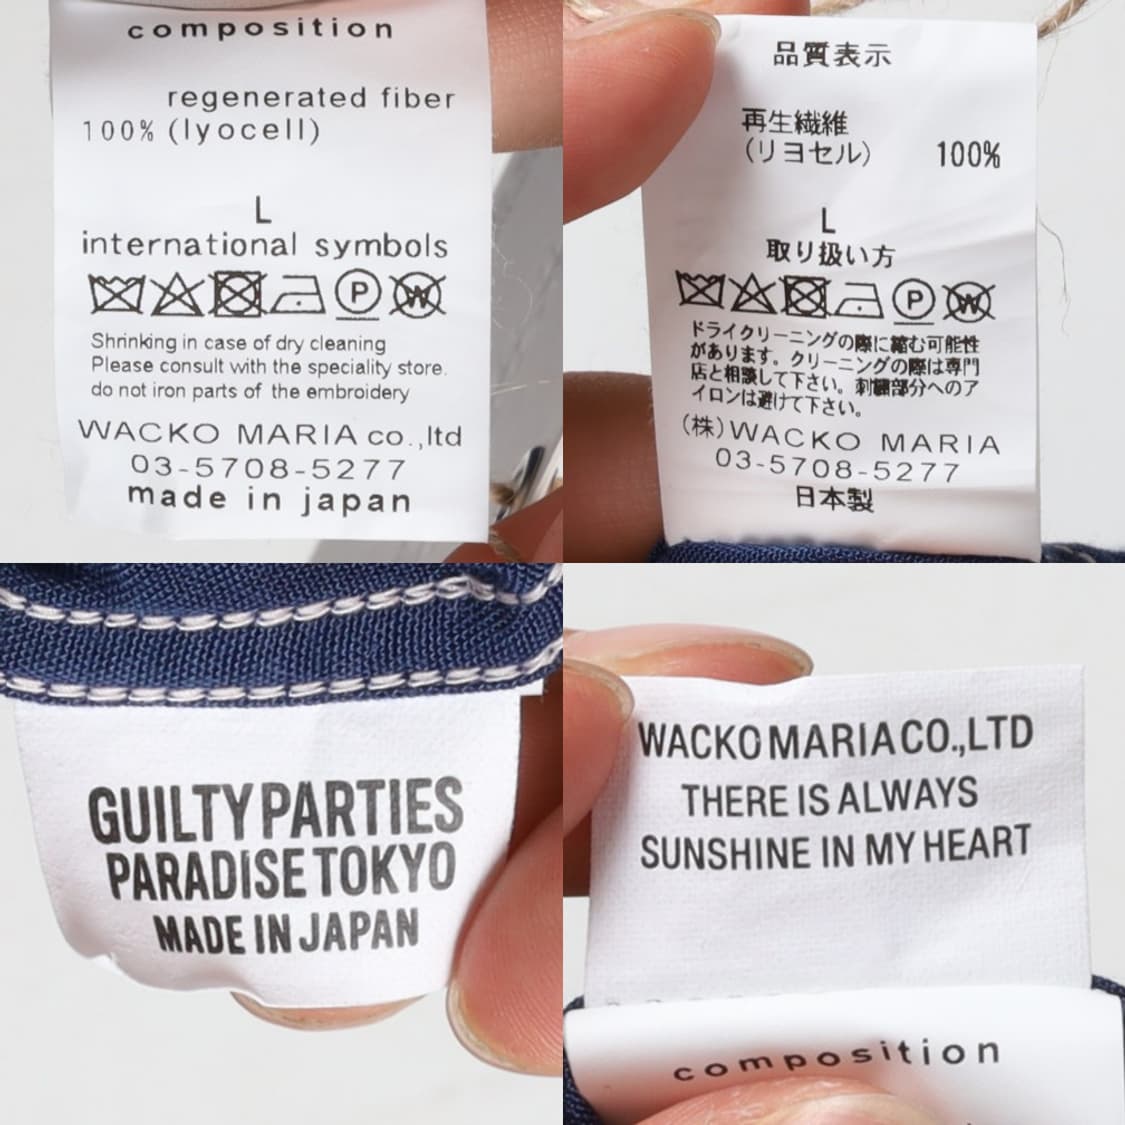 composition
regenerated fiber
100% (lyocell)
L
international symbols
P W
Shrinking in case of dry cleaning
Please consult with the speciality store.
do not iron parts of the embroidery
WACKO MARIA co.,ltd
03-5708-5277
made in japan
品質表示
再生繊維
(リヨセル) 100%
L
取り扱い方
P W
ドライクリーニングの際に縮む可能性
があります。クリーニングの際は専門
店と相談して下さい。刺繍部分へのア
イロンは避けて下さい。
(株)WACKO MARIA
03-5708-5277
日本製
GUILTY PARTIES
PARADISE TOKYO
MADE IN JAPAN
WACKO MARIA CO.,LTD
THERE IS ALWAYS
SUNSHINE IN MY HEART
composition